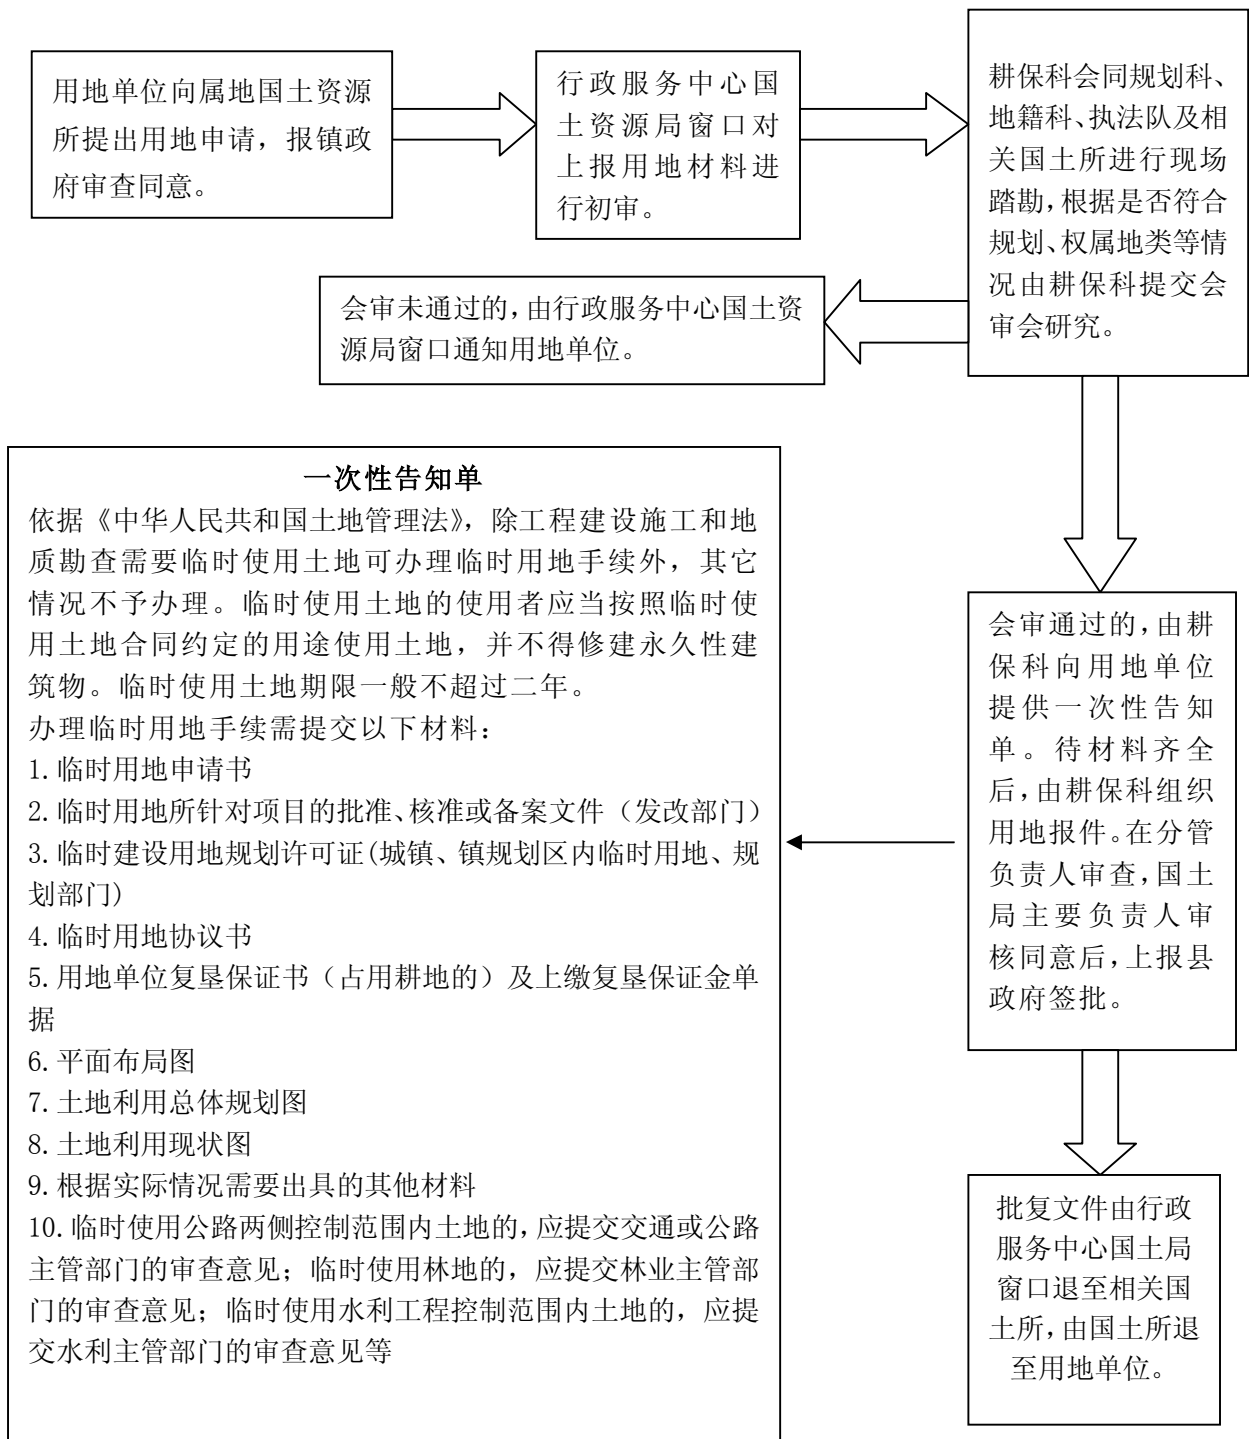 用地单位向属地国土资源
所提出用地申请，报镇政
府审查同意。
行政服务中心国
土资源局窗口对
上报用地材料进
行初审。
耕保科会同规划科、
地籍科、执法队及相
关国土所进行现场
踏勘，根据是否符合
规划、权属地类等情
况由耕保科提交会
审会研究。
会审未通过的，由行政服务中心国土资
源局窗口通知用地单位。
会审通过的，由耕
保科向用地单位
提供一次性告知
单。待材料齐全
后，由耕保科组织
用地报件。在分管
负责人审查，国土
局主要负责人审
核同意后，上报县
政府签批。
一次性告知单
依据《中华人民共和国土地管理法》，除工程建设施工和地
质勘查需要临时使用土地可办理临时用地手续外，其它
情况不予办理。临时使用土地的使用者应当按照临时使
用土地合同约定的用途使用土地，并不得修建永久性建
筑物。临时使用土地期限一般不超过二年。
办理临时用地手续需提交以下材料：
1.临时用地申请书
2.临时用地所针对项目的批准、核准或备案文件（发改部门）
3.临时建设用地规划许可证(城镇、镇规划区内临时用地、规
划部门)
4.临时用地协议书
5.用地单位复垦保证书（占用耕地的）及上缴复垦保证金单
据
6.平面布局图
7.土地利用总体规划图
8.土地利用现状图
9.根据实际情况需要出具的其他材料
10.临时使用公路两侧控制范围内土地的，应提交交通或公路
主管部门的审查意见；临时使用林地的，应提交林业主管部
门的审查意见；临时使用水利工程控制范围内土地的，应提
交水利主管部门的审查意见等
批复文件由行政
服务中心国土局
窗口退至相关国
土所，由国土所退
至用地单位。